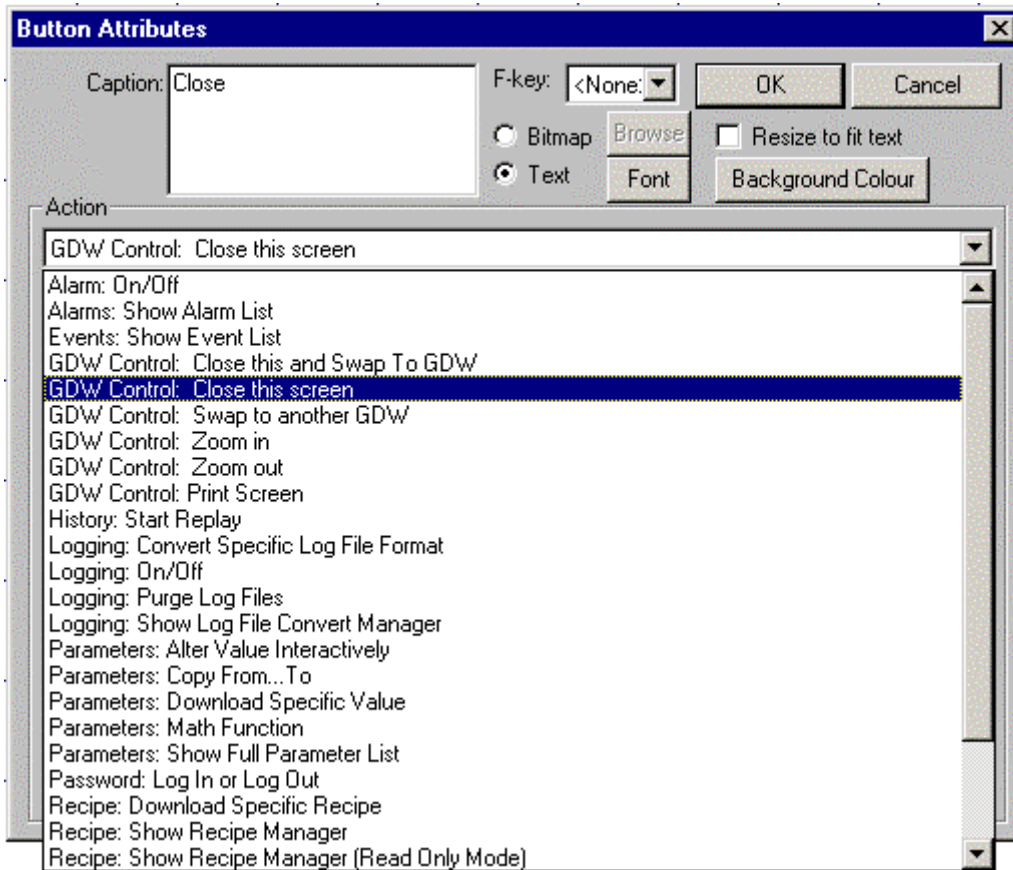 Button Attributes
Caption: Close
F-key: <None:
OK
Cancel
Bitmap
Browse
Resize to fit text
Text
Font
Background Colour
Action
GDW Control:  Close this screen
Alarm: On/Off
Alarms: Show Alarm List
Events: Show Event List
GDW Control:  Close this and Swap To GDW
GDW Control:  Close this screen
GDW Control:  Swap to another GDW
GDW Control:  Zoom in
GDW Control:  Zoom out
GDW Control: Print Screen
History: Start Replay
Logging: Convert Specific Log File Format
Logging: On/Off
Logging: Purge Log Files
Logging: Show Log File Convert Manager
Parameters: Alter Value Interactively
Parameters: Copy From...To
Parameters: Download Specific Value
Parameters: Math Function
Parameters: Show Full Parameter List
Password: Log In or Log Out
Recipe: Download Specific Recipe
Recipe: Show Recipe Manager
Recipe: Show Recipe Manager (Read Only Mode)